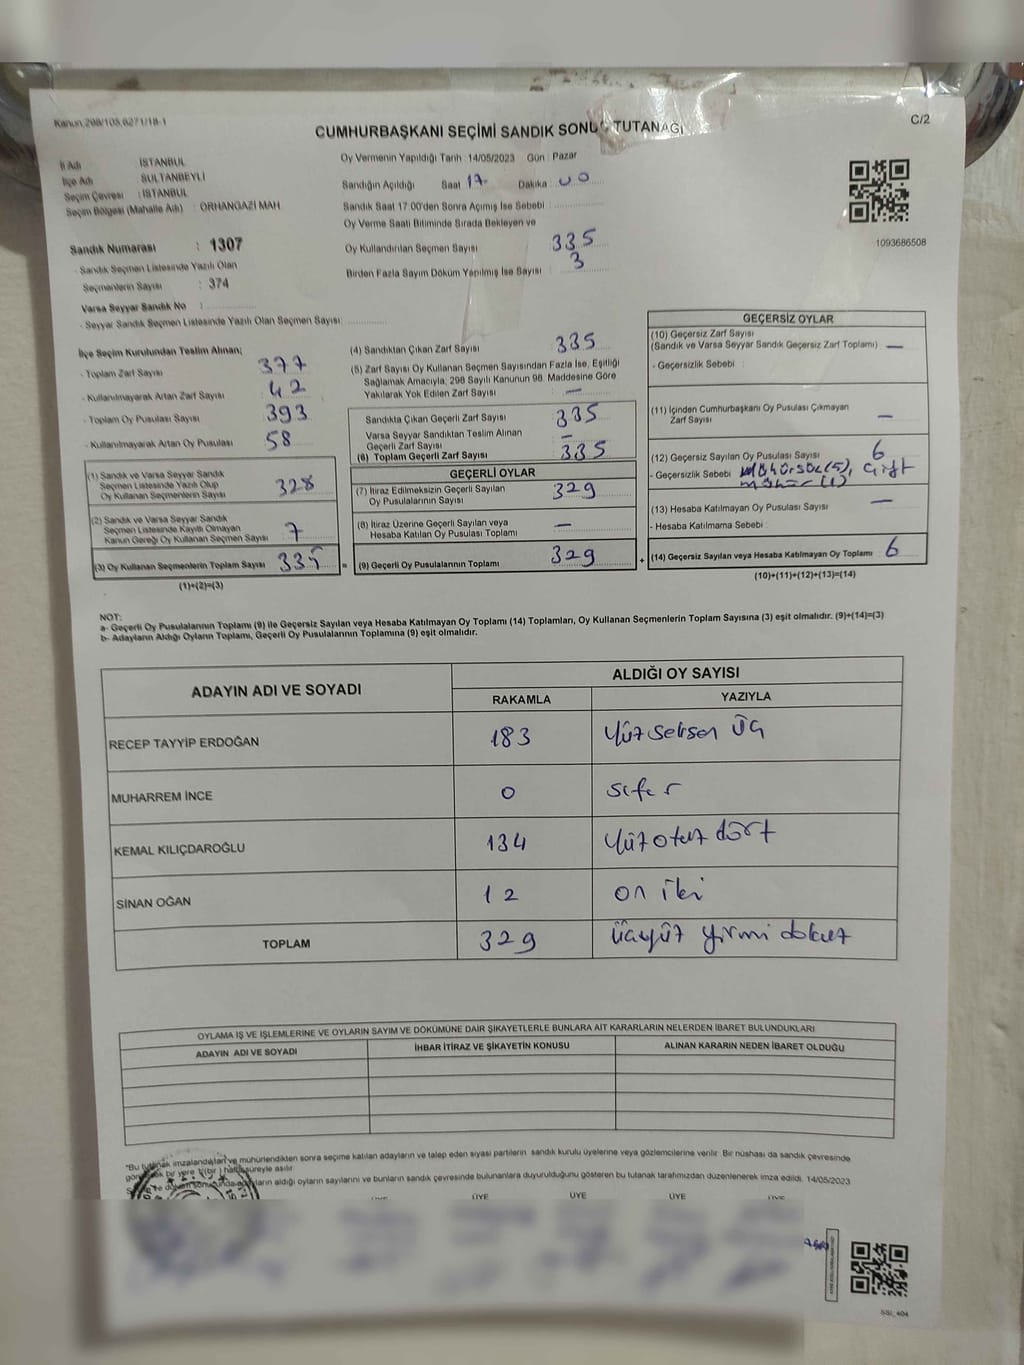 Kanun:298/105,6271/18-1
C/2
CUMHURBAŞKANI SEÇİMİ SANDIK SONUÇ TUTANAĞI
İl Adı : İSTANBUL
İlçe Adı : SULTANBEYLİ
Seçim Çevresi : İSTANBUL
Seçim Bölgesi (Mahalle Adı) : ORHANGAZİ MAH
Sandık Numarası : 1307
- Sandık Seçmen Listesinde Yazılı Olan
Seçmenlerin Sayısı : 374
Varsa Seyyar Sandık No :
- Seyyar Sandık Seçmen Listesinde Yazılı Olan Seçmen Sayısı:
Oy Vermenin Yapıldığı Tarih :14/05/2023 Gün : Pazar
Sandığın Açıldığı Saat 17 Dakika : 00
Sandık Saat 17.00'den Sonra Açılmış İse Sebebi :
Oy Verme Saati Bitiminde Sırada Bekleyen ve
Oy Kullandırılan Seçmen Sayısı 335
Birden Fazla Sayım Döküm Yapılmış İse Sayısı : 3
1093686508
İlçe Seçim Kurulundan Teslim Alınan;
- Toplam Zarf Sayısı : 377
- Kullanılmayarak Artan Zarf Sayısı : 42
- Toplam Oy Pusulası Sayısı : 393
- Kullanılmayarak Artan Oy Pusulası : 58
(1) Sandık ve Varsa Seyyar Sandık
Seçmen Listesinde Yazılı Olup
Oy Kullanan Seçmenlerin Sayısı 328
(2) Sandık ve Varsa Seyyar Sandık
Seçmen Listesinde Kayıtlı Olmayan
Kanun Gereği Oy Kullanan Seçmen Sayısı 7
(3) Oy Kullanan Seçmenlerin Toplam Sayısı 335 =
(1)+(2)=(3)
(4) Sandıktan Çıkan Zarf Sayısı 335
(5) Zarf Sayısı Oy Kullanan Seçmen Sayısından Fazla İse, Eşitliği
Sağlamak Amacıyla, 298 Sayılı Kanunun 98. Maddesine Göre
Yakılarak Yok Edilen Zarf Sayısı : —
Sandıkta Çıkan Geçerli Zarf Sayısı : 335
Varsa Seyyar Sandıktan Teslim Alınan
Geçerli Zarf Sayısı : —
(6) Toplam Geçerli Zarf Sayısı : 335
GEÇERLİ OYLAR
(7) İtiraz Edilmeksizin Geçerli Sayılan
Oy Pusulalarının Sayısı : 329
(8) İtiraz Üzerine Geçerli Sayılan veya
Hesaba Katılan Oy Pusulası Toplamı : —
(9) Geçerli Oy Pusulalarının Toplamı : 329 +
GEÇERSİZ OYLAR
(10) Geçersiz Zarf Sayısı
(Sandık ve Varsa Seyyar Sandık Geçersiz Zarf Toplamı) : —
- Geçersizlik Sebebi :
(11) İçinden Cumhurbaşkanı Oy Pusulası Çıkmayan
Zarf Sayısı : —
(12) Geçersiz Sayılan Oy Pusulası Sayısı : 6
- Geçersizlik Sebebi : Mühürsüz (5), Çift
mühür (1)
(13) Hesaba Katılmayan Oy Pusulası Sayısı : —
- Hesaba Katılmama Sebebi :
(14) Geçersiz Sayılan veya Hesaba Katılmayan Oy Toplamı : 6
(10)+(11)+(12)+(13)=(14)
NOT:
a- Geçerli Oy Pusulalarının Toplamı (9) ile Geçersiz Sayılan veya Hesaba Katılmayan Oy Toplamı (14) Toplamları, Oy Kullanan Seçmenlerin Toplam Sayısına (3) eşit olmalıdır. (9)+(14)=(3)
b- Adayların Aldığı Oyların Toplamı, Geçerli Oy Pusulalarının Toplamına (9) eşit olmalıdır.
ADAYIN ADI VE SOYADI ALDIĞI OY SAYISI
RAKAMLA YAZIYLA
RECEP TAYYİP ERDOĞAN 183 Yüz seksen üç
MUHARREM İNCE 0 sıfır
KEMAL KILIÇDAROĞLU 134 Yüz otuz dört
SİNAN OĞAN 12 on iki
TOPLAM 329 üçyüz yirmi dokuz
OYLAMA İŞ VE İŞLEMLERİNE VE OYLARIN SAYIM VE DÖKÜMÜNE DAİR ŞİKAYETLERLE BUNLARA AİT KARARLARIN NELERDEN İBARET BULUNDUKLARI
ADAYIN ADI VE SOYADI İHBAR İTİRAZ VE ŞİKAYETİN KONUSU ALINAN KARARIN NEDEN İBARET OLDUĞU
*Bu tutanak imzalandıktan ve mühürlendikten sonra seçime katılan adayların ve talep eden siyasi partilerin sandık kurulu üyelerine veya gözlemcilerine verilir. Bir nüshası da sandık çevresinde
bir yere 1(bir) hafta süreyle asılır.
ve döküm sonucunda adayların aldığı oyların sayılarını ve bunların sandık çevresinde bulunanlara duyurulduğunu gösteren bu tutanak tarafımızdan düzenlenerek imza edildi. 14/05/2023
ÜYE ÜYE ÜYE ÜYE ÜYE
SSİ_404